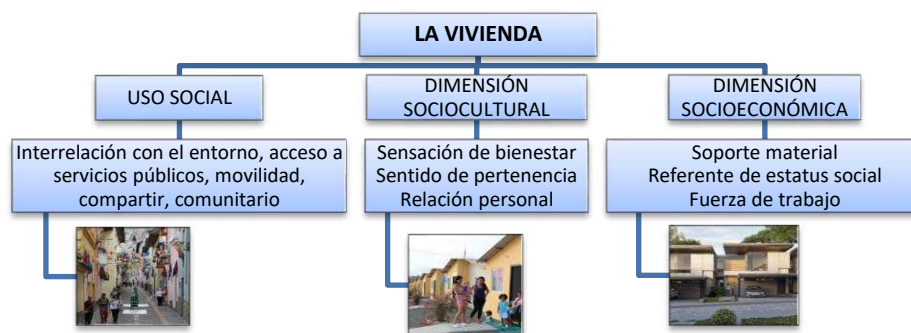 LA VIVIENDA
USO SOCIAL
DIMENSIÓN
SOCIOCULTURAL
DIMENSIÓN
SOCIOECONÓMICA
Interrelación con el entorno, acceso a
servicios públicos, movilidad,
compartir, comunitario
Sensación de bienestar
Sentido de pertenencia
Relación personal
Soporte material
Referente de estatus social
Fuerza de trabajo